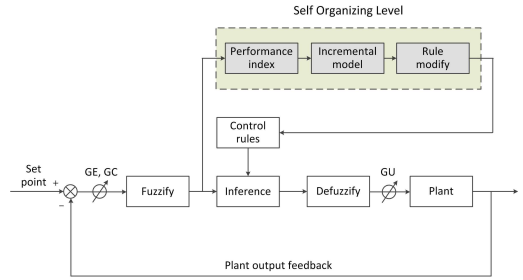 Self Organizing Level
Performance
index
Incremental
model
Rule
modify
Control
rules
Set
point
+
−
GE, GC
Fuzzify
Inference
Defuzzify
GU
Plant
Plant output feedback